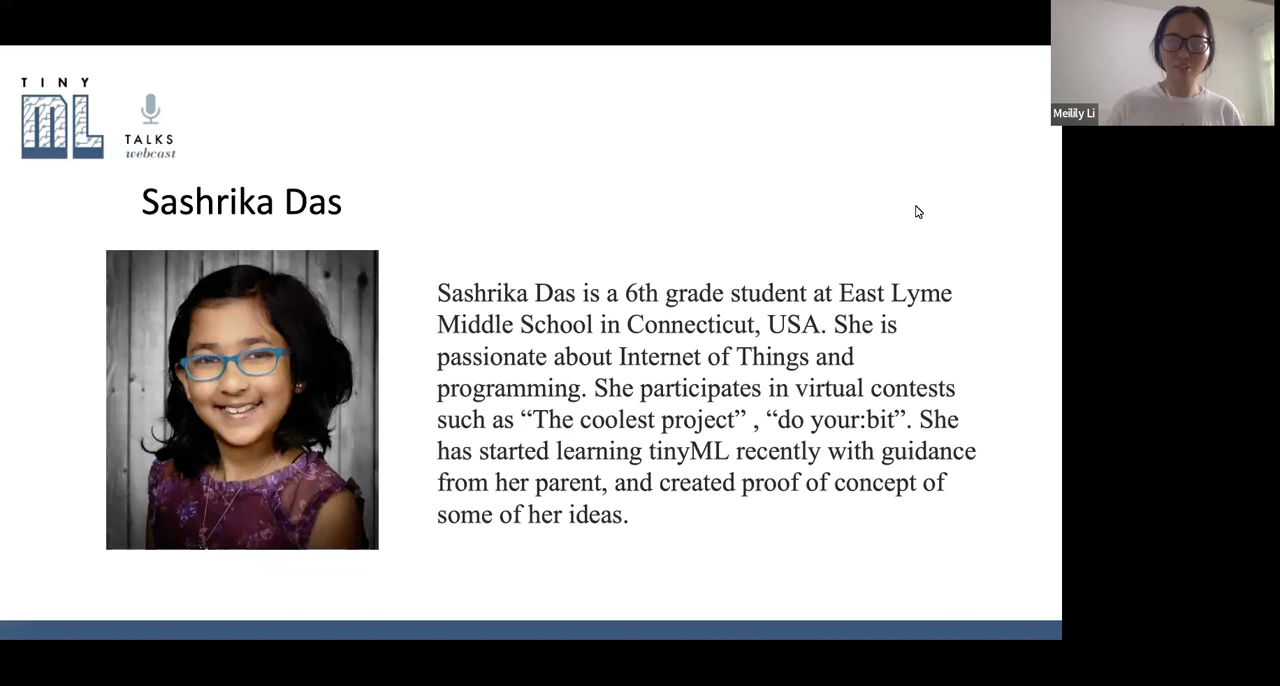 TINY
ML
TALKS
webcast
Meilily Li
Sashrika Das
Sashrika Das is a 6th grade student at East Lyme
Middle School in Connecticut, USA. She is
passionate about Internet of Things and
programming. She participates in virtual contests
such as “The coolest project” , “do your:bit”. She
has started learning tinyML recently with guidance
from her parent, and created proof of concept of
some of her ideas.